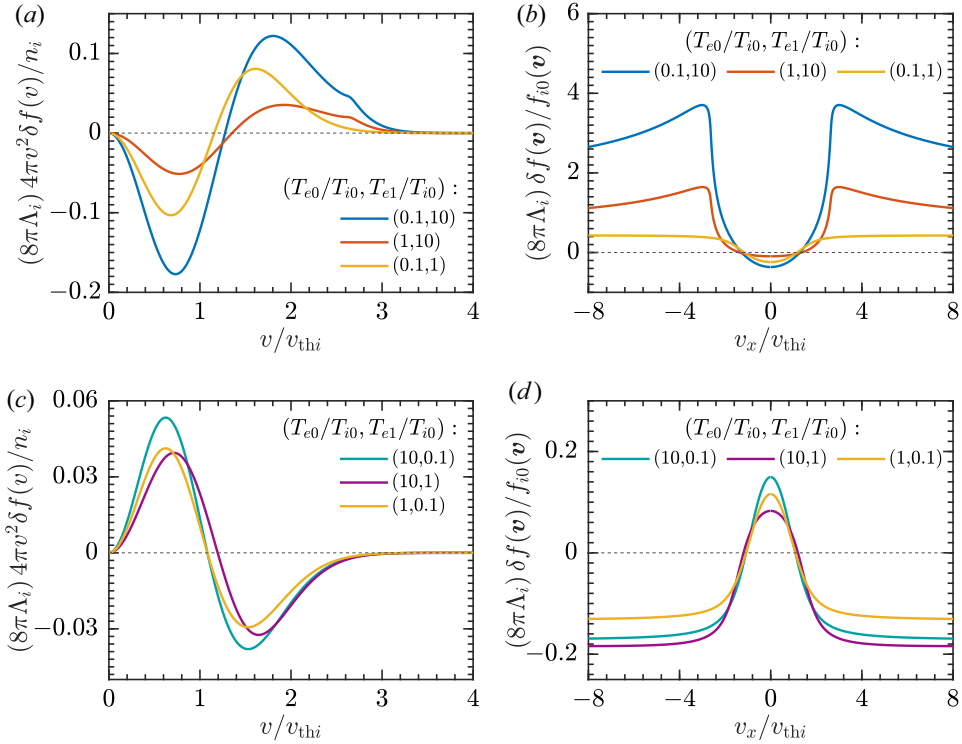 (a)
(8πΛᵢ) 4πv²δf(v)/nᵢ
0.1
0
−0.1
−0.2
0 1 2 3 4
v/vₜₕᵢ
(Tₑ₀/Tᵢ₀, Tₑ₁/Tᵢ₀) :
(0.1,10)
(1,10)
(0.1,1)
(b)
(8πΛᵢ) δf(v)/fᵢ₀(v)
6
4
2
0
−8 −4 0 4 8
vₓ/vₜₕᵢ
(Tₑ₀/Tᵢ₀, Tₑ₁/Tᵢ₀) :
(0.1,10) (1,10) (0.1,1)
(c)
(8πΛᵢ) 4πv²δf(v)/nᵢ
0.06
0.03
0
−0.03
0 1 2 3 4
v/vₜₕᵢ
(Tₑ₀/Tᵢ₀, Tₑ₁/Tᵢ₀) :
(10,0.1)
(10,1)
(1,0.1)
(d)
(8πΛᵢ) δf(v)/fᵢ₀(v)
0.2
0
−0.2
−8 −4 0 4 8
vₓ/vₜₕᵢ
(Tₑ₀/Tᵢ₀, Tₑ₁/Tᵢ₀) :
(10,0.1) (10,1) (1,0.1)